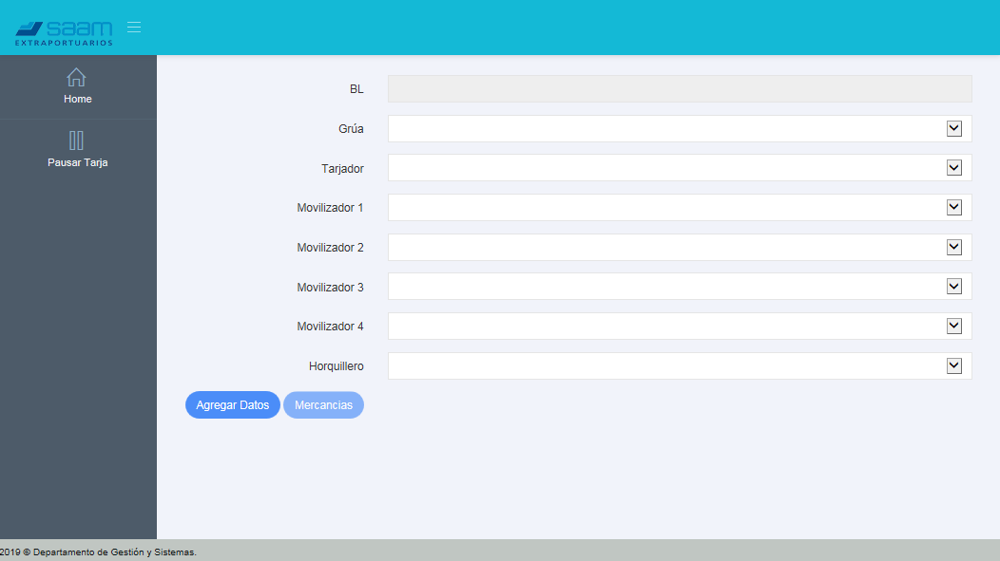 saam
EXTRAPORTUARIOS
Home
Pausar Tarja
BL
Grúa
Tarjador
Movilizador 1
Movilizador 2
Movilizador 3
Movilizador 4
Horquillero
Agregar Datos
Mercancias
2019 © Departamento de Gestión y Sistemas.